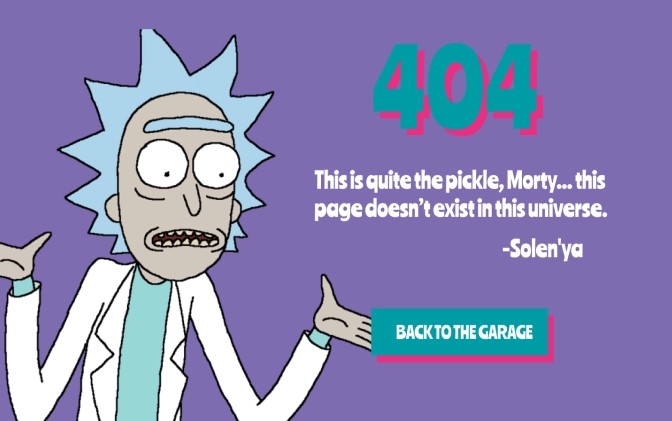 404
This is quite the pickle, Morty... this
page doesn't exist in this universe.
-Solen'ya
BACK TO THE GARAGE